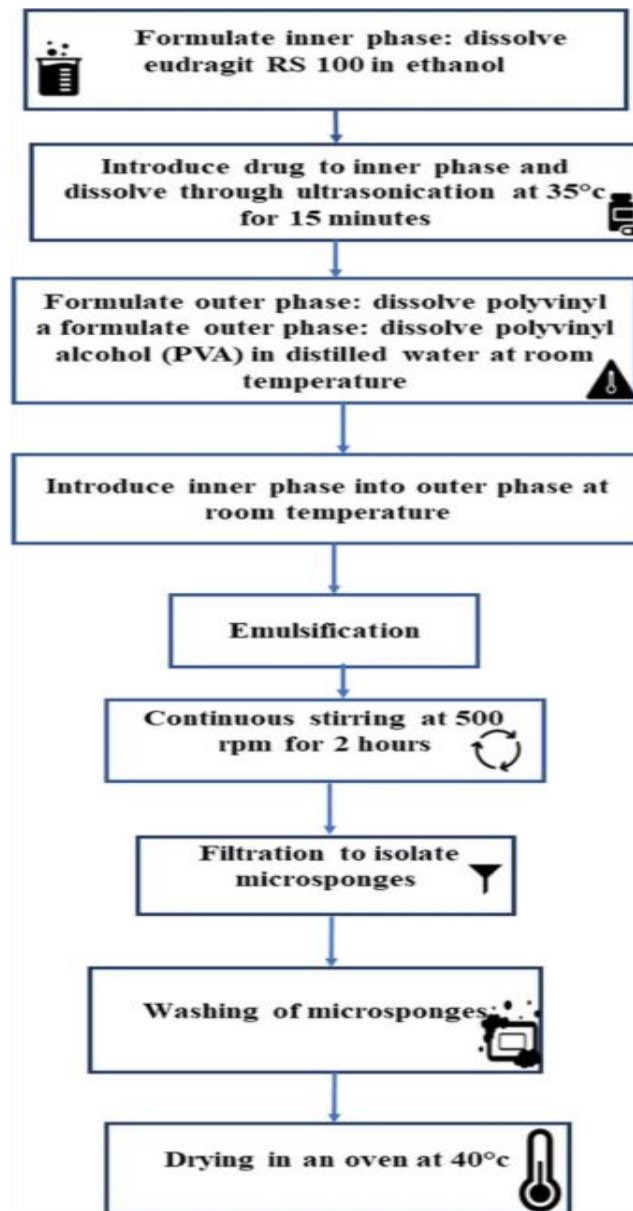 Formulate inner phase: dissolve
eudragit RS 100 in ethanol
Introduce drug to inner phase and
dissolve through ultrasonication at 35°c
for 15 minutes
Formulate outer phase: dissolve polyvinyl
a formulate outer phase: dissolve polyvinyl
alcohol (PVA) in distilled water at room
temperature
Introduce inner phase into outer phase at
room temperature
Emulsification
Continuous stirring at 500
rpm for 2 hours
Filtration to isolate
microsponges
Washing of microsponges
Drying in an oven at 40°c